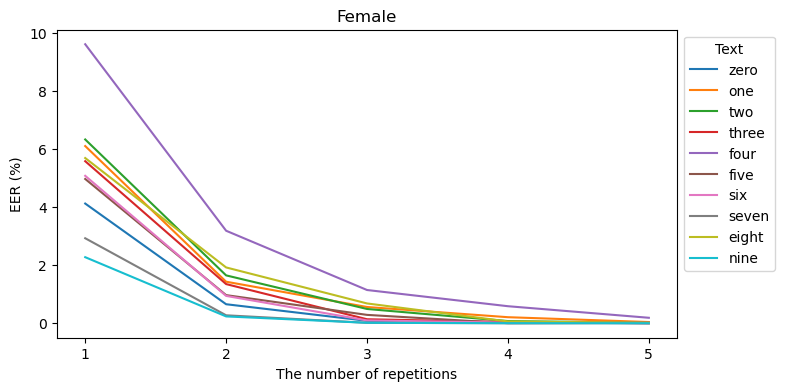 Female
EER (%)
10
8
6
4
2
0
1 2 3 4 5
The number of repetitions
Text
zero
one
two
three
four
five
six
seven
eight
nine